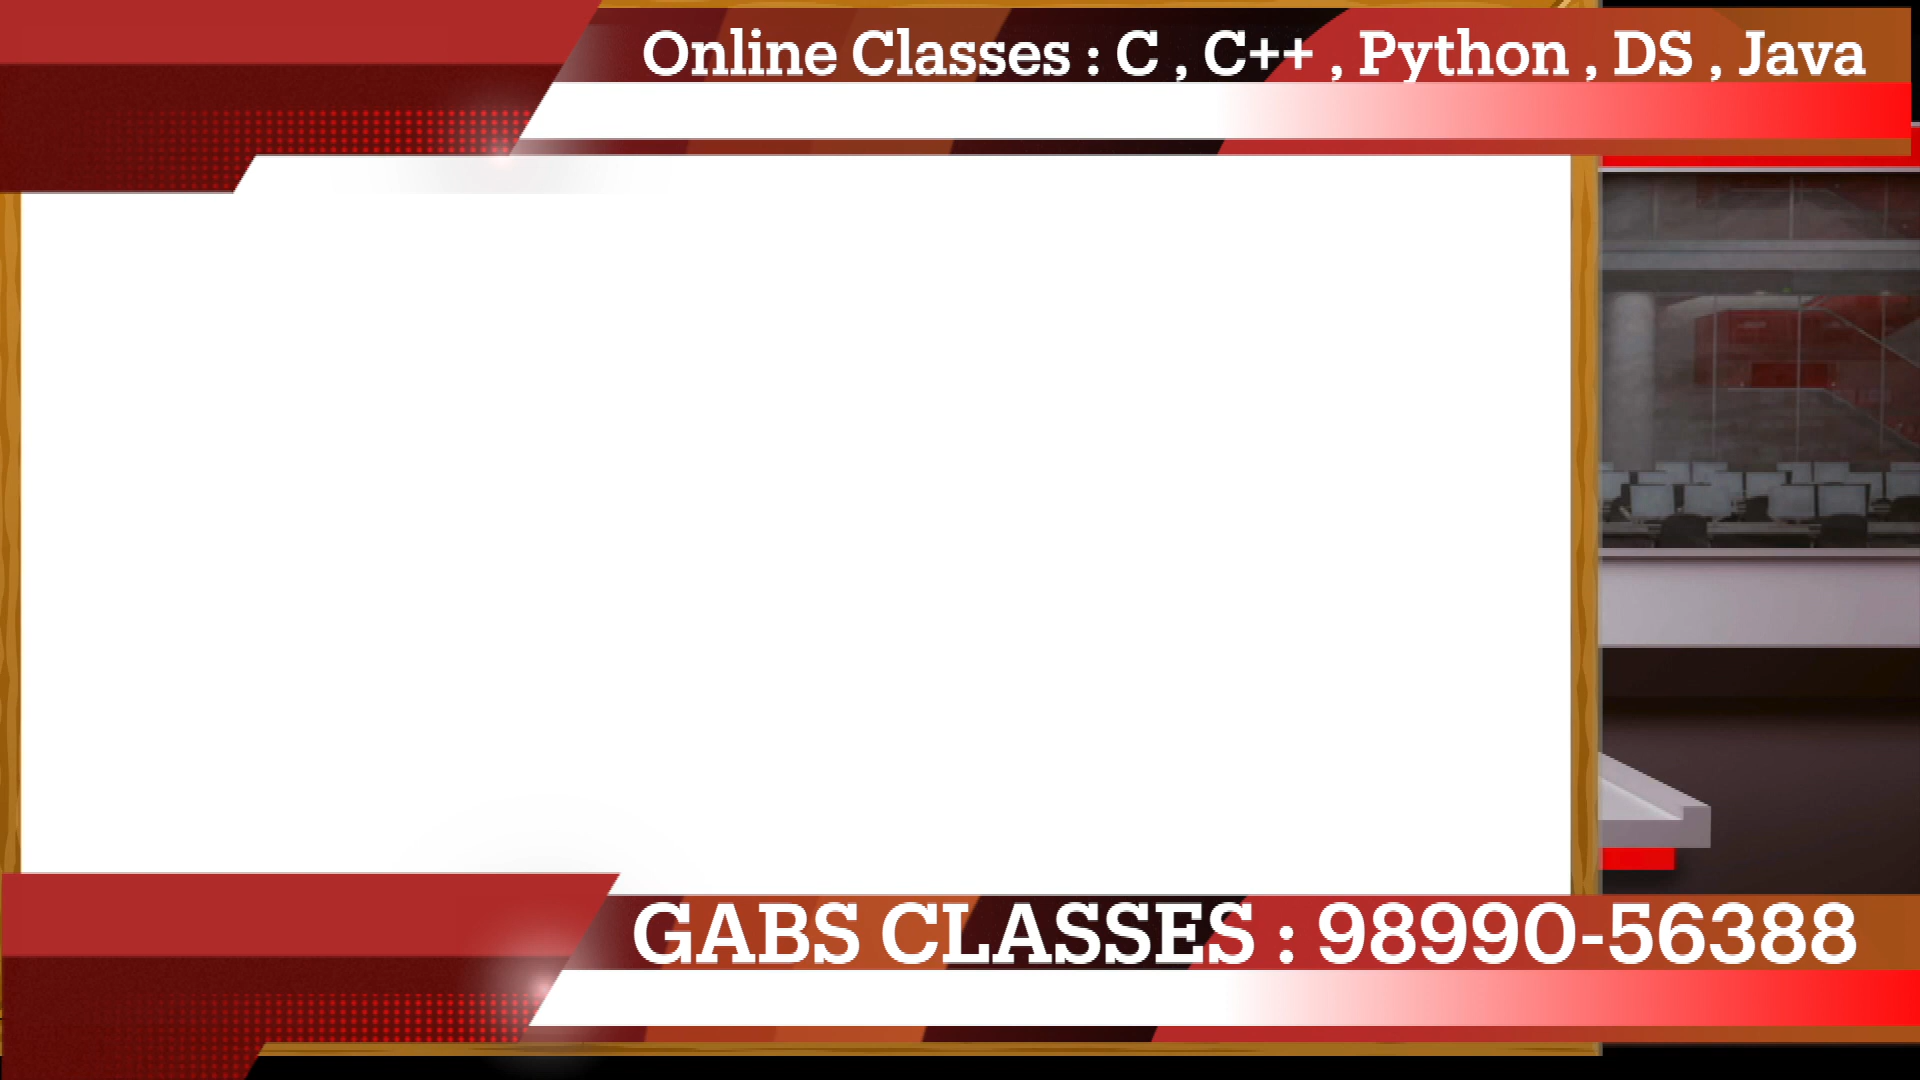 Online Classes : C , C++ , Python , DS , Java
GABS CLASSES : 98990-56388